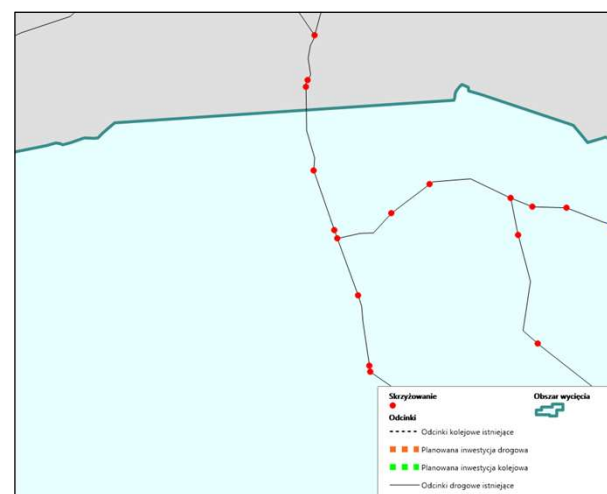 Skrzyżowanie
Obszar wycięcia
Odcinki
Odcinki kolejowe istniejące
Planowana inwestycja drogowa
Planowana inwestycja kolejowa
Odcinki drogowe istniejące